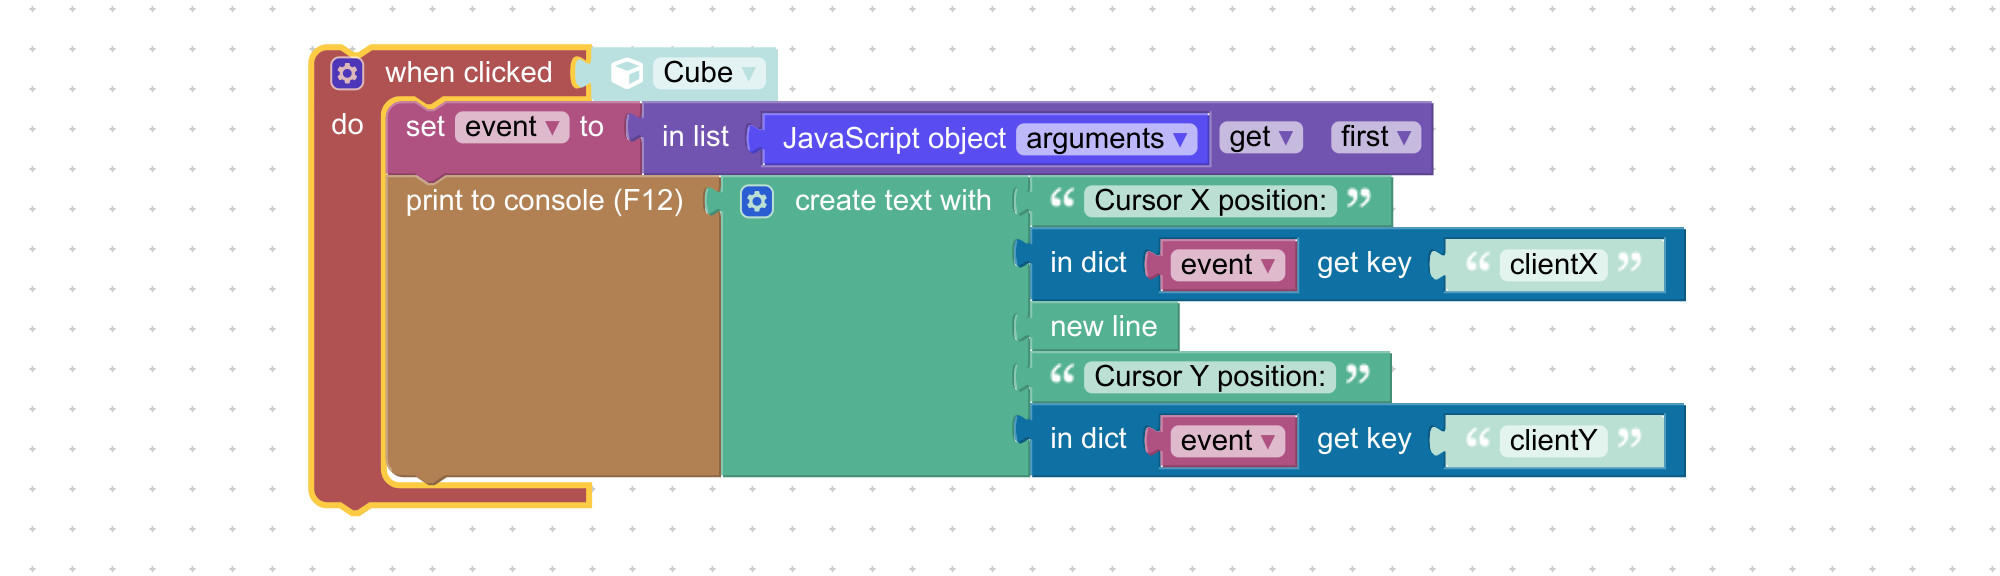 when clicked Cube
do set event to in list JavaScript object arguments get first
print to console (F12) create text with “ Cursor X position: ”
in dict event get key “ clientX ”
new line
“ Cursor Y position: ”
in dict event get key “ clientY ”